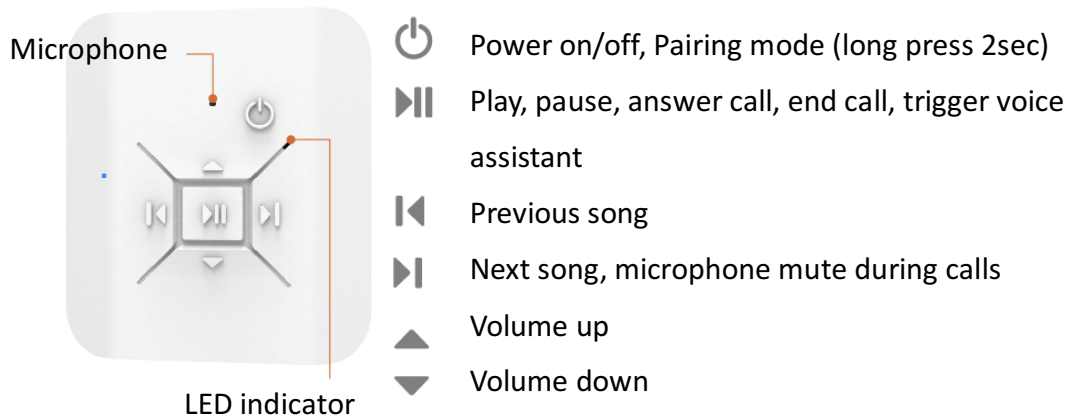 Microphone
Power on/off, Pairing mode (long press 2sec)
Play, pause, answer call, end call, trigger voice
assistant
Previous song
Next song, microphone mute during calls
Volume up
Volume down
LED indicator